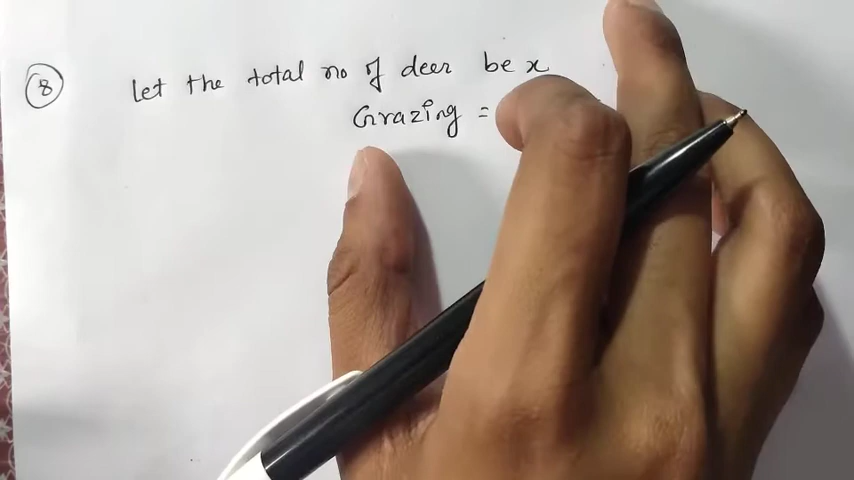 8 Let the total no of deer be x
Grazing =